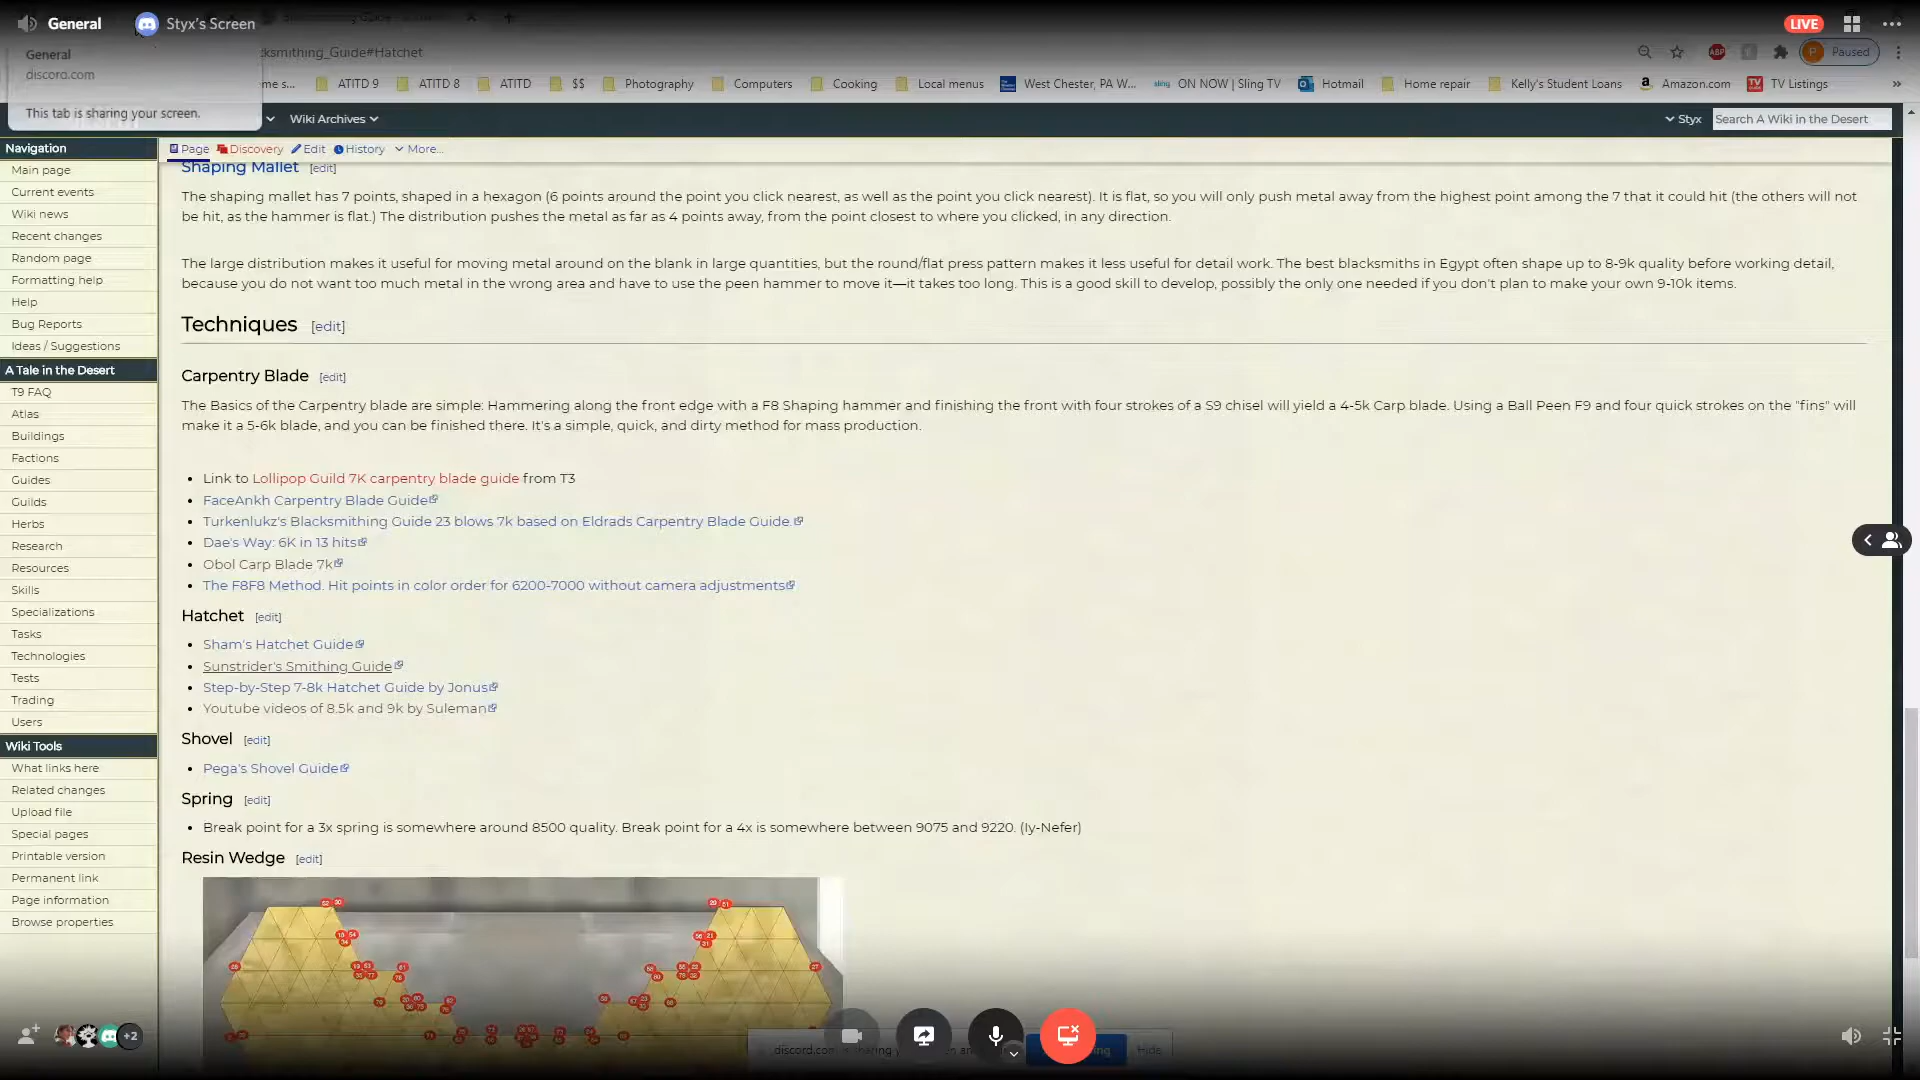 General
Styx's Screen
LIVE
General
discord.com
This tab is sharing your screen.
cksmithing_Guide#Hatchet
ABP
P Paused
me s...
ATITD 9
ATITD 8
ATITD
$$
Photography
Computers
Cooking
Local menus
West Chester, PA W...
sling ON NOW | Sling TV
Hotmail
Home repair
Kelly's Student Loans
Amazon.com
TV Listings
»
Wiki Archives
Styx
Search A Wiki in the Desert
Navigation
Main page
Current events
Wiki news
Recent changes
Random page
Formatting help
Help
Bug Reports
Ideas / Suggestions
A Tale in the Desert
T9 FAQ
Atlas
Buildings
Factions
Guides
Guilds
Herbs
Research
Resources
Skills
Specializations
Tasks
Technologies
Tests
Trading
Users
Wiki Tools
What links here
Related changes
Upload file
Special pages
Printable version
Permanent link
Page information
Browse properties
Page Discovery Edit History More...
Shaping Mallet [edit]
The shaping mallet has 7 points, shaped in a hexagon (6 points around the point you click nearest, as well as the point you click nearest). It is flat, so you will only push metal away from the highest point among the 7 that it could hit (the others will not
be hit, as the hammer is flat.) The distribution pushes the metal as far as 4 points away, from the point closest to where you clicked, in any direction.
The large distribution makes it useful for moving metal around on the blank in large quantities, but the round/flat press pattern makes it less useful for detail work. The best blacksmiths in Egypt often shape up to 8-9k quality before working detail,
because you do not want too much metal in the wrong area and have to use the peen hammer to move it—it takes too long. This is a good skill to develop, possibly the only one needed if you don't plan to make your own 9-10k items.
Techniques [edit]
Carpentry Blade [edit]
The Basics of the Carpentry blade are simple: Hammering along the front edge with a F8 Shaping hammer and finishing the front with four strokes of a S9 chisel will yield a 4-5k Carp blade. Using a Ball Peen F9 and four quick strokes on the "fins" will
make it a 5-6k blade, and you can be finished there. It's a simple, quick, and dirty method for mass production.
Link to Lollipop Guild 7K carpentry blade guide from T3
FaceAnkh Carpentry Blade Guide
Turkenlukz's Blacksmithing Guide 23 blows 7k based on Eldrads Carpentry Blade Guide.
Dae's Way: 6K in 13 hits
Obol Carp Blade 7k
The F8F8 Method. Hit points in color order for 6200-7000 without camera adjustments
Hatchet [edit]
Sham's Hatchet Guide
Sunstrider's Smithing Guide
Step-by-Step 7-8k Hatchet Guide by Jonus
Youtube videos of 8.5k and 9k by Suleman
Shovel [edit]
Pega's Shovel Guide
Spring [edit]
Break point for a 3x spring is somewhere around 8500 quality. Break point for a 4x is somewhere between 9075 and 9220. (Iy-Nefer)
Resin Wedge [edit]
+2
discord.com
Hide